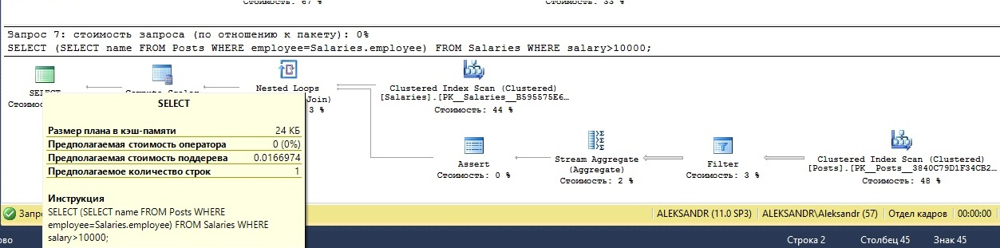 Стоимость: 67 %
Стоимость: 33 %
Запрос 7: стоимость запроса (по отношению к пакету): 0%
SELECT (SELECT name FROM Posts WHERE employee=Salaries.employee) FROM Salaries WHERE salary>10000;
SELECT
Compute Scalar
Nested Loops
Join)
3 %
Clustered Index Scan (Clustered)
[Salaries].[PK__Salaries__B595575E6…
Стоимость: 44 %
Assert
Стоимость: 0 %
Stream Aggregate
(Aggregate)
Стоимость: 2 %
Filter
Стоимость: 3 %
Clustered Index Scan (Clustered)
[Posts].[PK__Posts__3840C79D1F34CB2…
Стоимость: 48 %
SELECT
Размер плана в кэш-памяти 24 КБ
Предполагаемая стоимость оператора 0 (0%)
Предполагаемая стоимость поддерева 0.0166974
Предполагаемое количество строк 1
Инструкция
SELECT (SELECT name FROM Posts WHERE
employee=Salaries.employee) FROM Salaries WHERE
salary>10000;
ALEKSANDR (11.0 SP3) ALEKSANDR\Aleksandr (57) Отдел кадров 00:00:00
Строка 2 Столбец 45 Знак 45